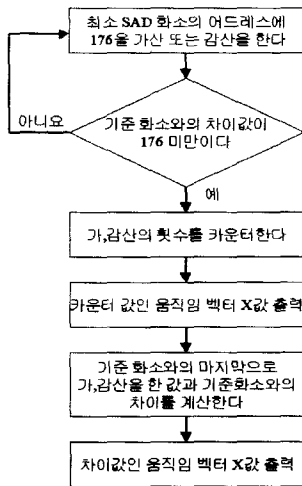 최소 SAD 화소의 어드레스에
176을 가산 또는 감산을 한다
기준 화소와의 차이값이
176 미만이다
아니요
예
가,감산의 횟수를 카운터한다
카운터 값인 움직임 벡터 X값 출력
기준 화소와의 마지막으로
가,감산을 한 값과 기준화소와의
차이를 계산한다
차이값인 움직임 벡터 X값 출력